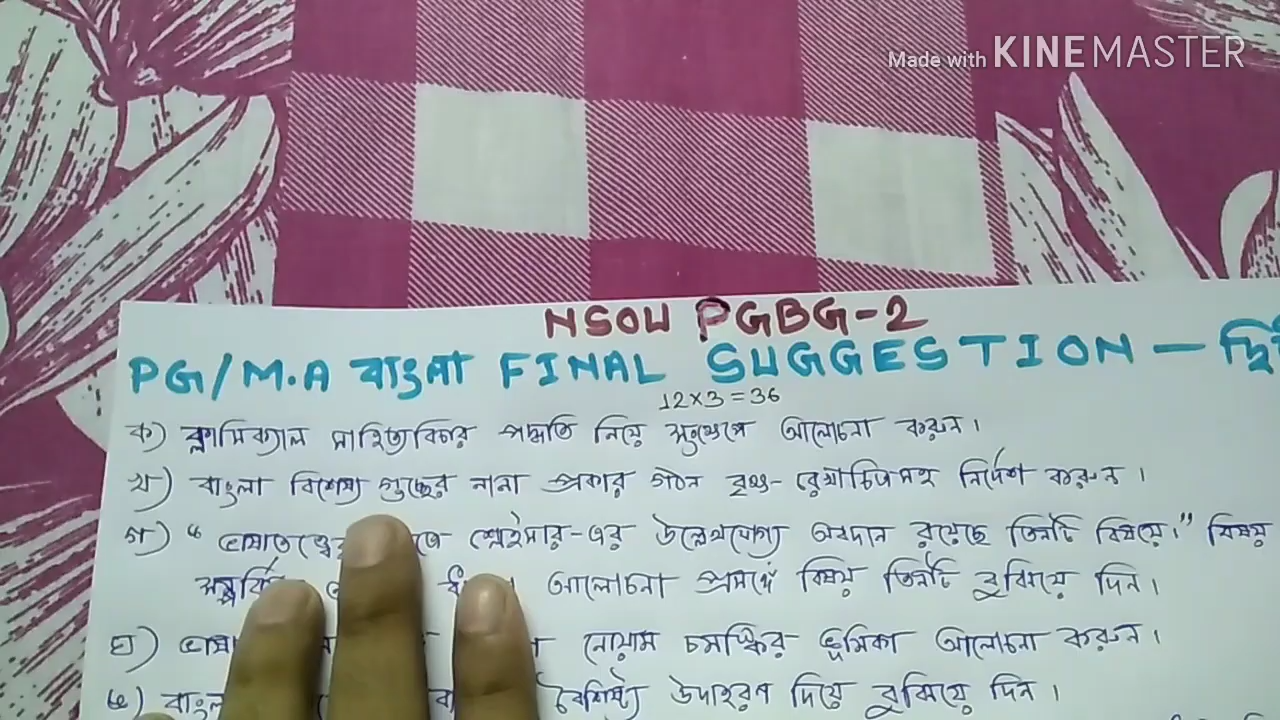 Made with KINEMASTER
NSOU PGBG-2
PG/M.A বাংলা FINAL SUGGESTION — দ্বি
12×3=36
ক) ক্লাসিক্যাল সাহিত্যবিচার পদ্ধতি নিয়ে আলোচনা করুন।
খ) বাংলা বিশেষ্য গুচ্ছের নানা প্রকার গঠন বৃক্ষ-রেখাচিত্রসহ নির্দেশ করুন।
গ) “ভাষাতত্ত্বের -এর উল্লেখযোগ্য অবদান রয়েছে তিনটি বিষয়ে।” বিষয়
আলোচনা প্রসঙ্গে বিষয় তিনটি বুঝিয়ে দিন।
ঘ) ভাষা নোয়াম চমস্কির ভূমিকা আলোচনা করুন।
ঙ) বাংলা বৈশিষ্ট্য উদাহরণ দিয়ে বুঝিয়ে দিন।